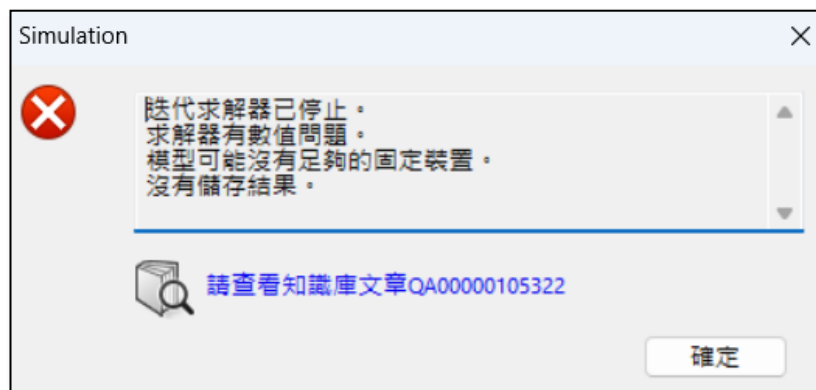 Simulation
迭代求解器已停止。
求解器有數值問題。
模型可能沒有足夠的固定裝置。
沒有儲存結果。
請查看知識庫文章QA00000105322
確定